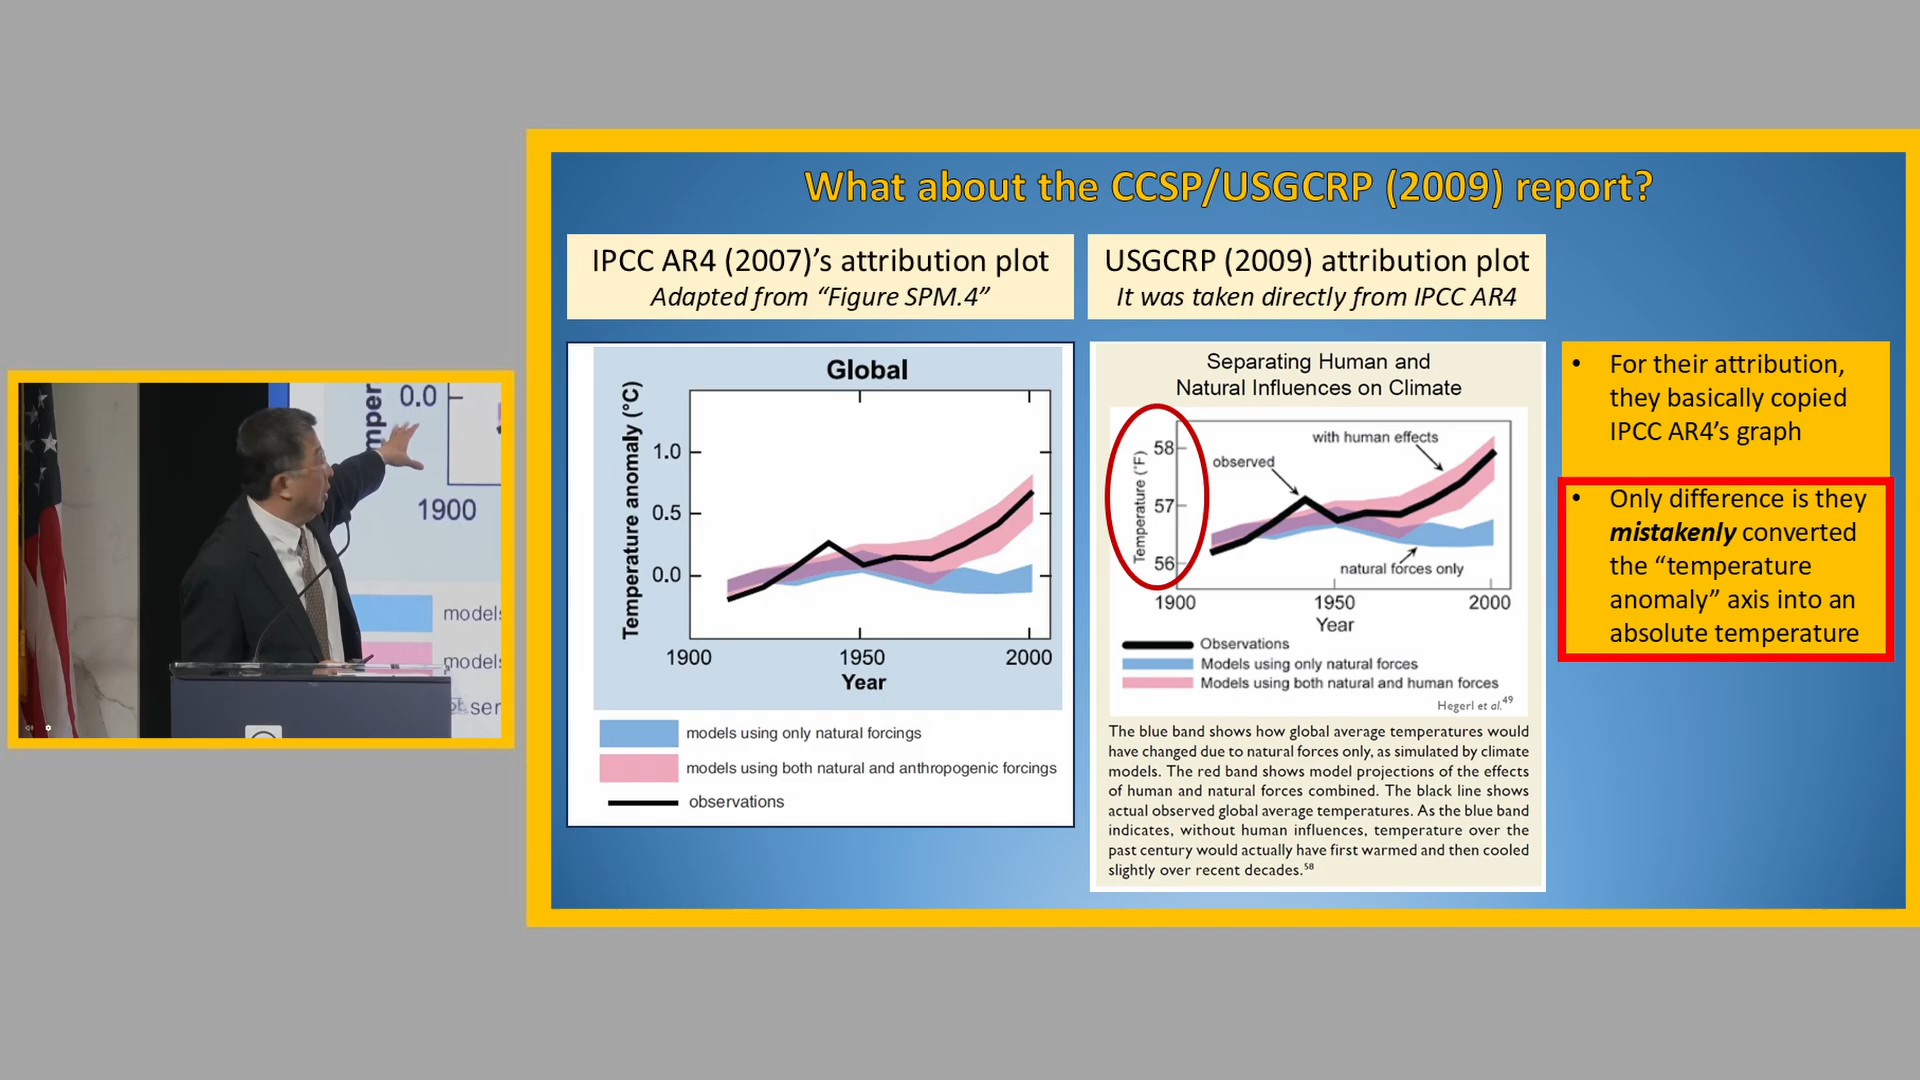 What about the CCSP/USGCRP (2009) report?
IPCC AR4 (2007)’s attribution plot
Adapted from “Figure SPM.4”
USGCRP (2009) attribution plot
It was taken directly from IPCC AR4
Global
Temperature anomaly (°C)
1.0
0.5
0.0
1900 1950 2000
Year
models using only natural forcings
models using both natural and anthropogenic forcings
observations
Separating Human and
Natural Influences on Climate
Temperature (°F)
58
57
56
with human effects
observed
natural forces only
1900 1950 2000
Year
Observations
Models using only natural forces
Models using both natural and human forces
Hegerl et al.49
The blue band shows how global average temperatures would
have changed due to natural forces only, as simulated by climate
models. The red band shows model projections of the effects
of human and natural forces combined. The black line shows
actual observed global average temperatures. As the blue band
indicates, without human influences, temperature over the
past century would actually have first warmed and then cooled
slightly over recent decades.58
• For their attribution,
they basically copied
IPCC AR4’s graph
• Only difference is they
mistakenly converted
the “temperature
anomaly” axis into an
absolute temperature
mper
0.0
1900
models
models